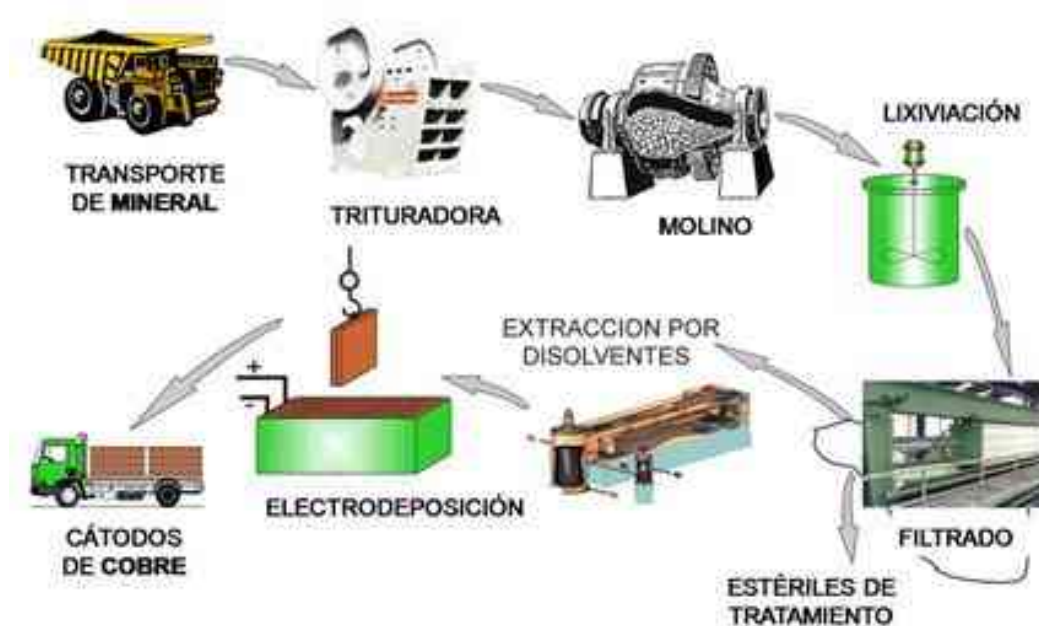 TRANSPORTE
DE MINERAL
TRITURADORA
MOLINO
LIXIVIACIÓN
EXTRACCION POR
DISOLVENTES
+
-
CÁTODOS
DE COBRE
ELECTRODEPOSICIÓN
FILTRADO
ESTÉRILES DE
TRATAMIENTO